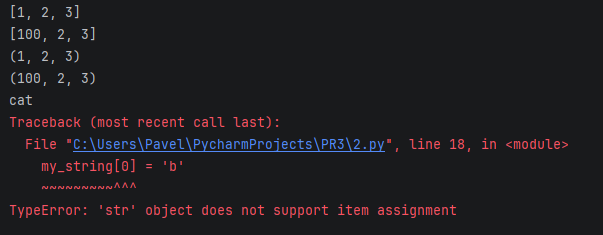 [1, 2, 3]
[100, 2, 3]
(1, 2, 3)
(100, 2, 3)
cat
Traceback (most recent call last):
  File "C:\Users\Pavel\PycharmProjects\PR3\2.py", line 18, in <module>
    my_string[0] = 'b'
    ~~~~~~~~~^^^
TypeError: 'str' object does not support item assignment